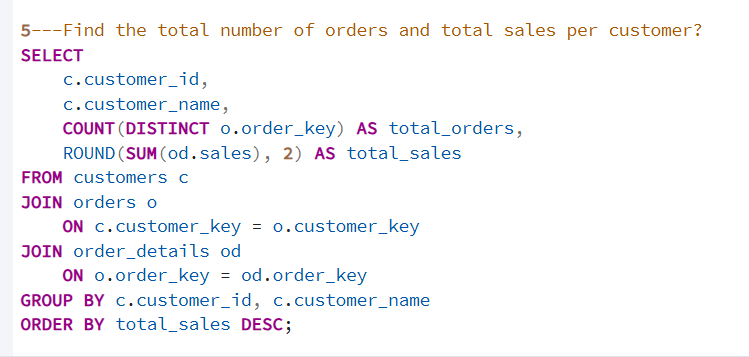 5---Find the total number of orders and total sales per customer?
SELECT
    c.customer_id,
    c.customer_name,
    COUNT(DISTINCT o.order_key) AS total_orders,
    ROUND(SUM(od.sales), 2) AS total_sales
FROM customers c
JOIN orders o
    ON c.customer_key = o.customer_key
JOIN order_details od
    ON o.order_key = od.order_key
GROUP BY c.customer_id, c.customer_name
ORDER BY total_sales DESC;